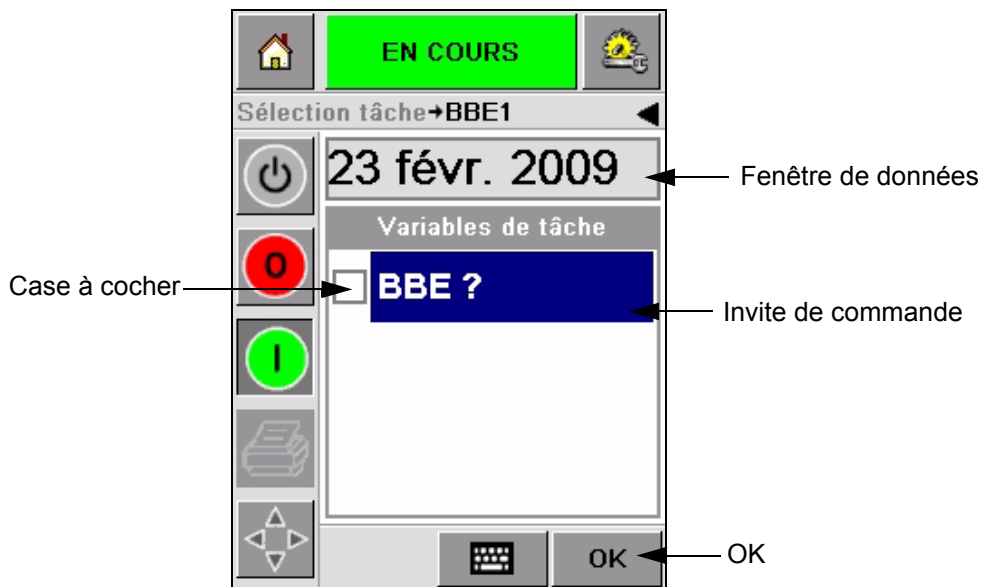 EN COURS
Sélection tâche→BBE1
23 févr. 2009
Fenêtre de données
Variables de tâche
O
Case à cocher
BBE ?
Invite de commande
I
OK
OK